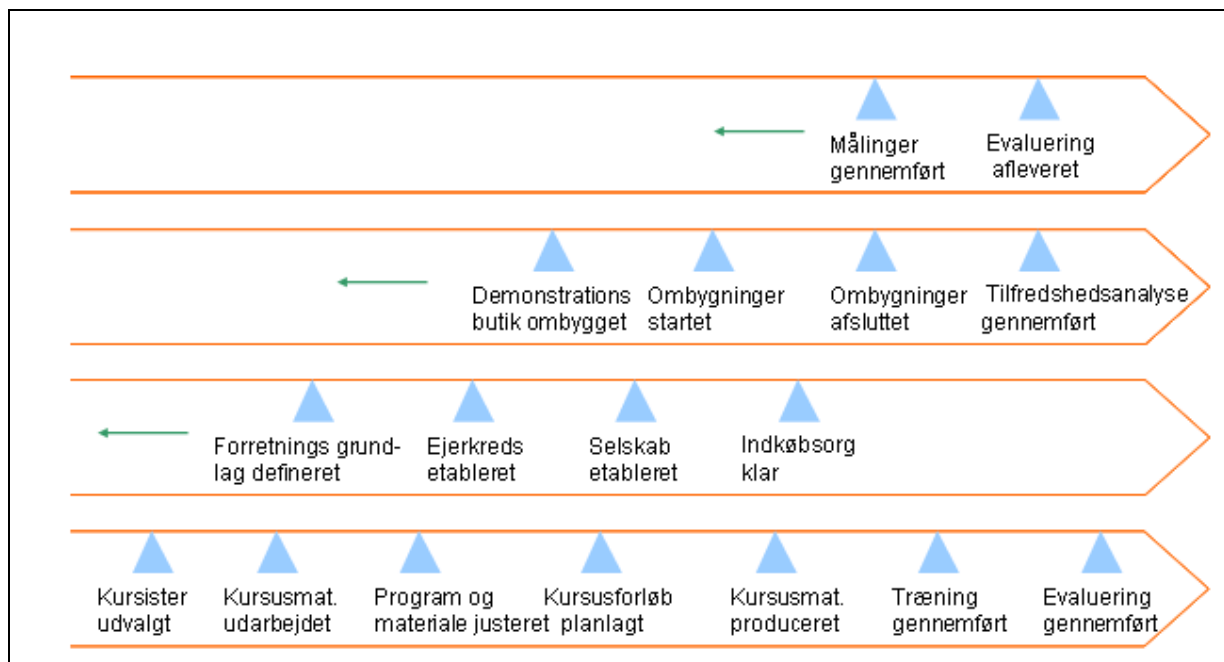 Målinger
gennemført
Evaluering
afleveret
Demonstrations
butik ombygget
Ombygninger
startet
Ombygninger
afsluttet
Tilfredshedsanalyse
gennemført
Forretnings grund-
lag defineret
Ejerkreds
etableret
Selskab
etableret
Indkøbsorg
klar
Kursister
udvalgt
Kursusmat.
udarbejdet
Program og
materiale justeret
Kursusforløb
planlagt
Kursusmat.
produceret
Træning
gennemført
Evaluering
gennemført